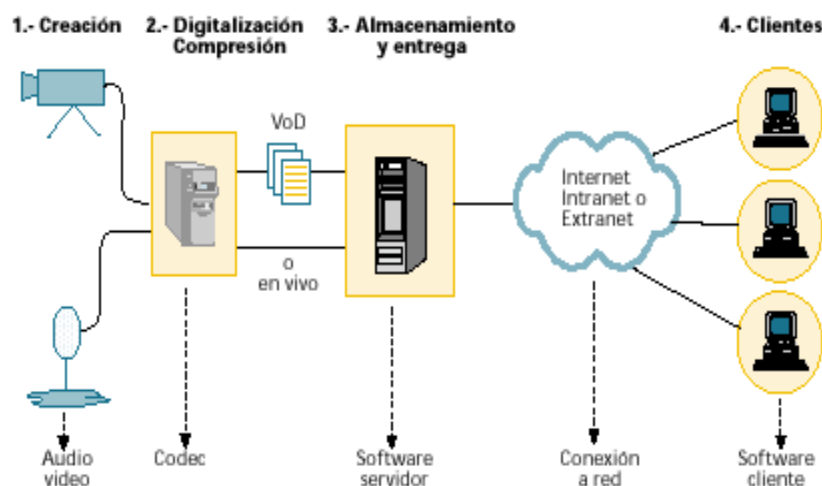 1.- Creación
2.- Digitalización
Compresión
3.- Almacenamiento
y entrega
4.- Clientes
VoD
o
en vivo
Internet
Intranet o
Extranet
Audio
video
Codec
Software
servidor
Conexión
a red
Software
cliente